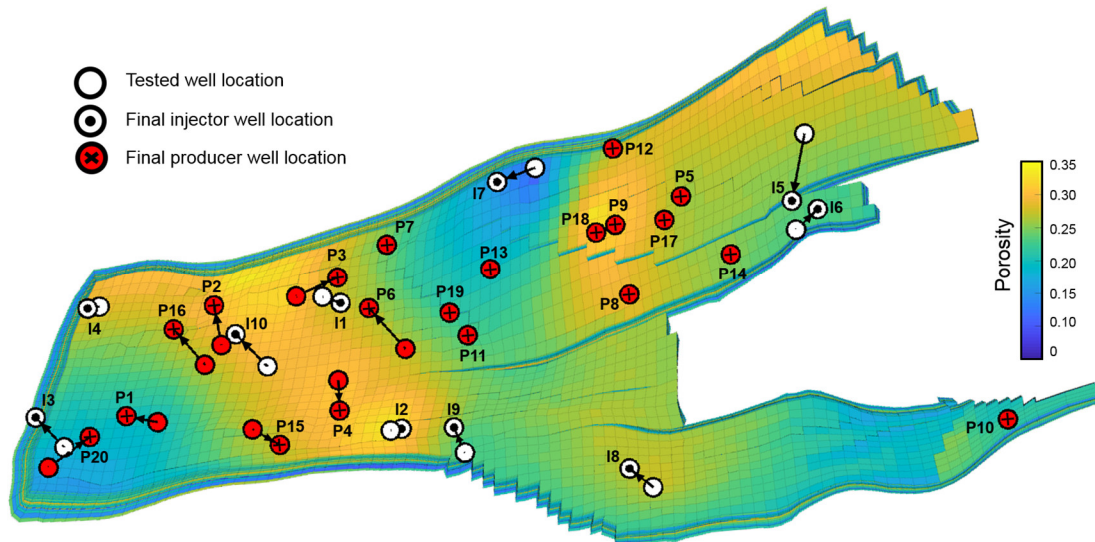 Tested well location
Final injector well location
Final producer well location
P12
I7
P5
I5
I6
P9
P18
P17
P7
P3
P13
P14
P2
P6
P8
I4
P16
I10
I1
P19
P11
I3
P1
P15
P4
I2
I9
P20
I8
P10
Porosity
0.35
0.30
0.20
0.15
0.10
0